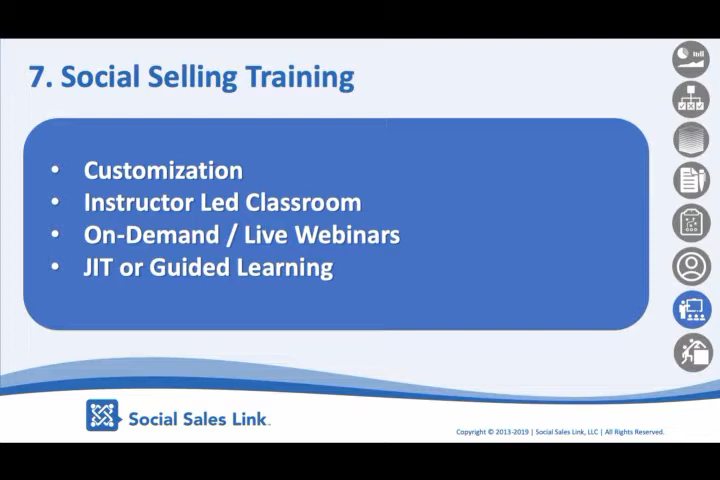 7. Social Selling Training
• Customization
• Instructor Led Classroom
• On-Demand / Live Webinars
• JIT or Guided Learning
Social Sales Link
Copyright © 2013-2019 | Social Sales Link, LLC | All Rights Reserved.